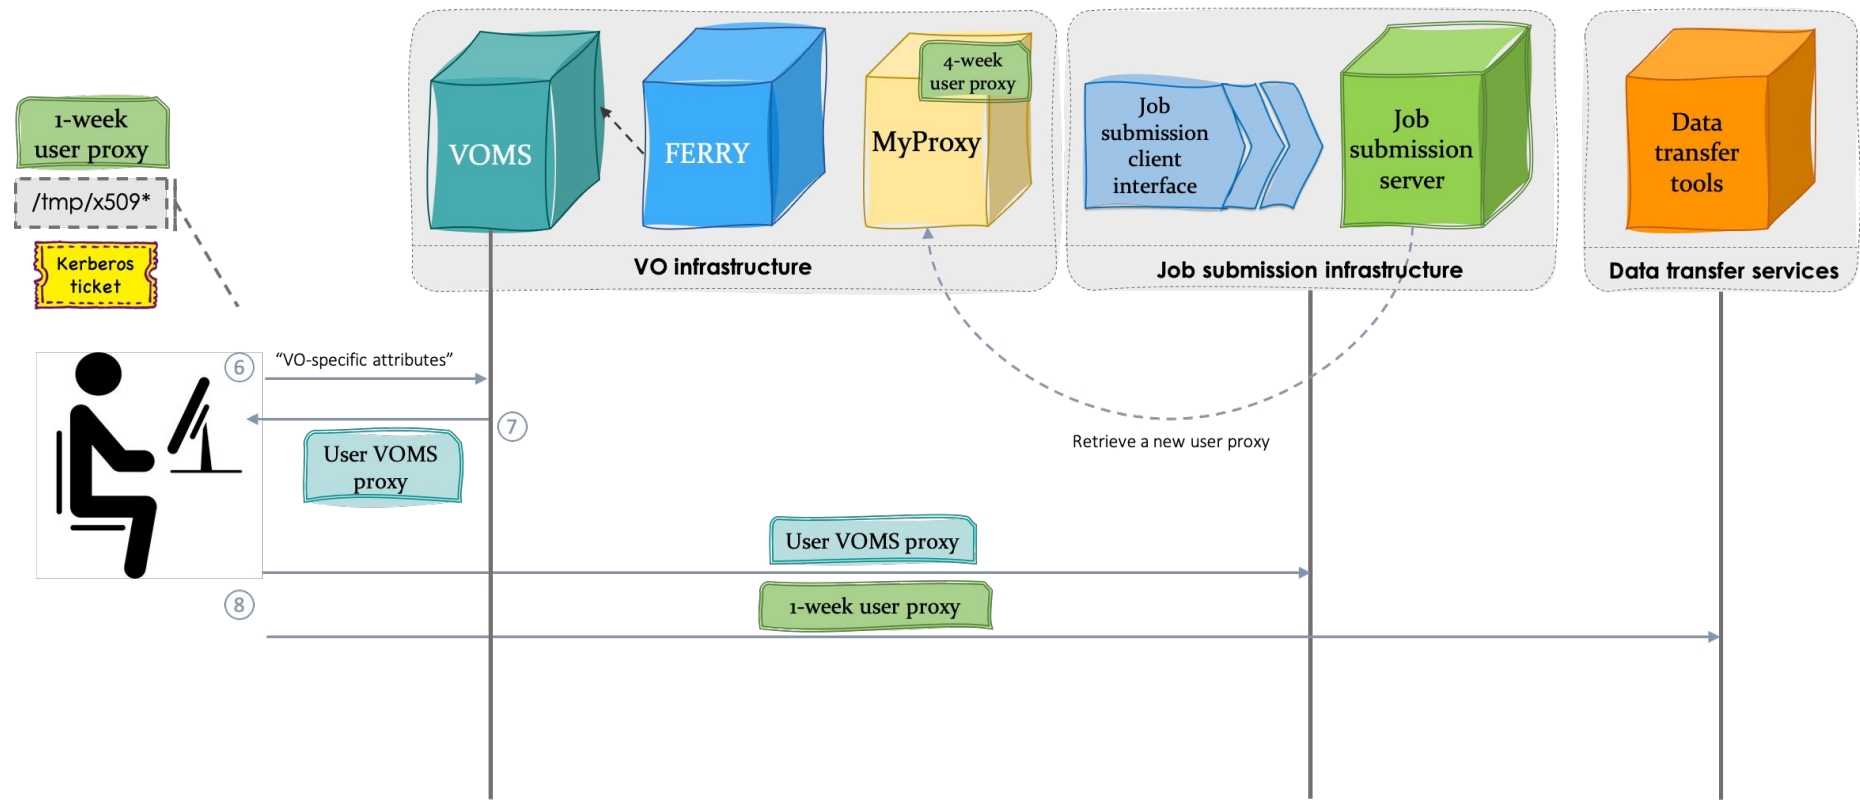 1-week
user proxy
/tmp/x509*
Kerberos
ticket
VOMS
FERRY
MyProxy
4-week
user proxy
VO infrastructure
Job
submission
client
interface
Job
submission
server
Job submission infrastructure
Data
transfer
tools
Data transfer services
6
“VO-specific attributes”
7
User VOMS
proxy
Retrieve a new user proxy
User VOMS proxy
8
1-week user proxy